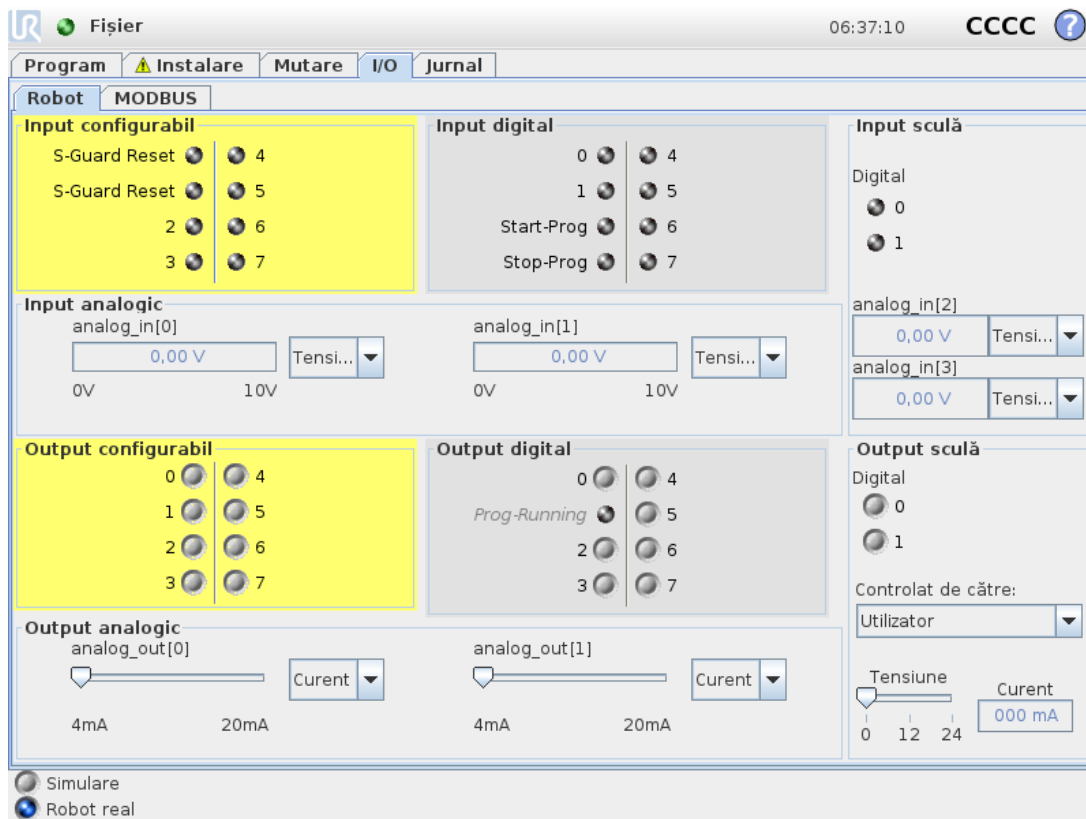 UR Fișier 06:37:10 CCCC ?
Program Instalare Mutare I/O Jurnal
Robot MODBUS
Input configurabil
S-Guard Reset 4
S-Guard Reset 5
2 6
3 7
Input digital
0 4
1 5
Start-Prog 6
Stop-Prog 7
Input sculă
Digital
0
1
analog_in[2]
0,00 V Tensi...
analog_in[3]
0,00 V Tensi...
Input analogic
analog_in[0]
0,00 V Tensi...
0V 10V
analog_in[1]
0,00 V Tensi...
0V 10V
Output configurabil
0 4
1 5
2 6
3 7
Output digital
0 4
Prog-Running 5
2 6
3 7
Output sculă
Digital
0
1
Controlat de către:
Utilizator
Tensiune
0 12 24
Curent
000 mA
Output analogic
analog_out[0]
Curent
4mA 20mA
analog_out[1]
Curent
4mA 20mA
Simulare
Robot real